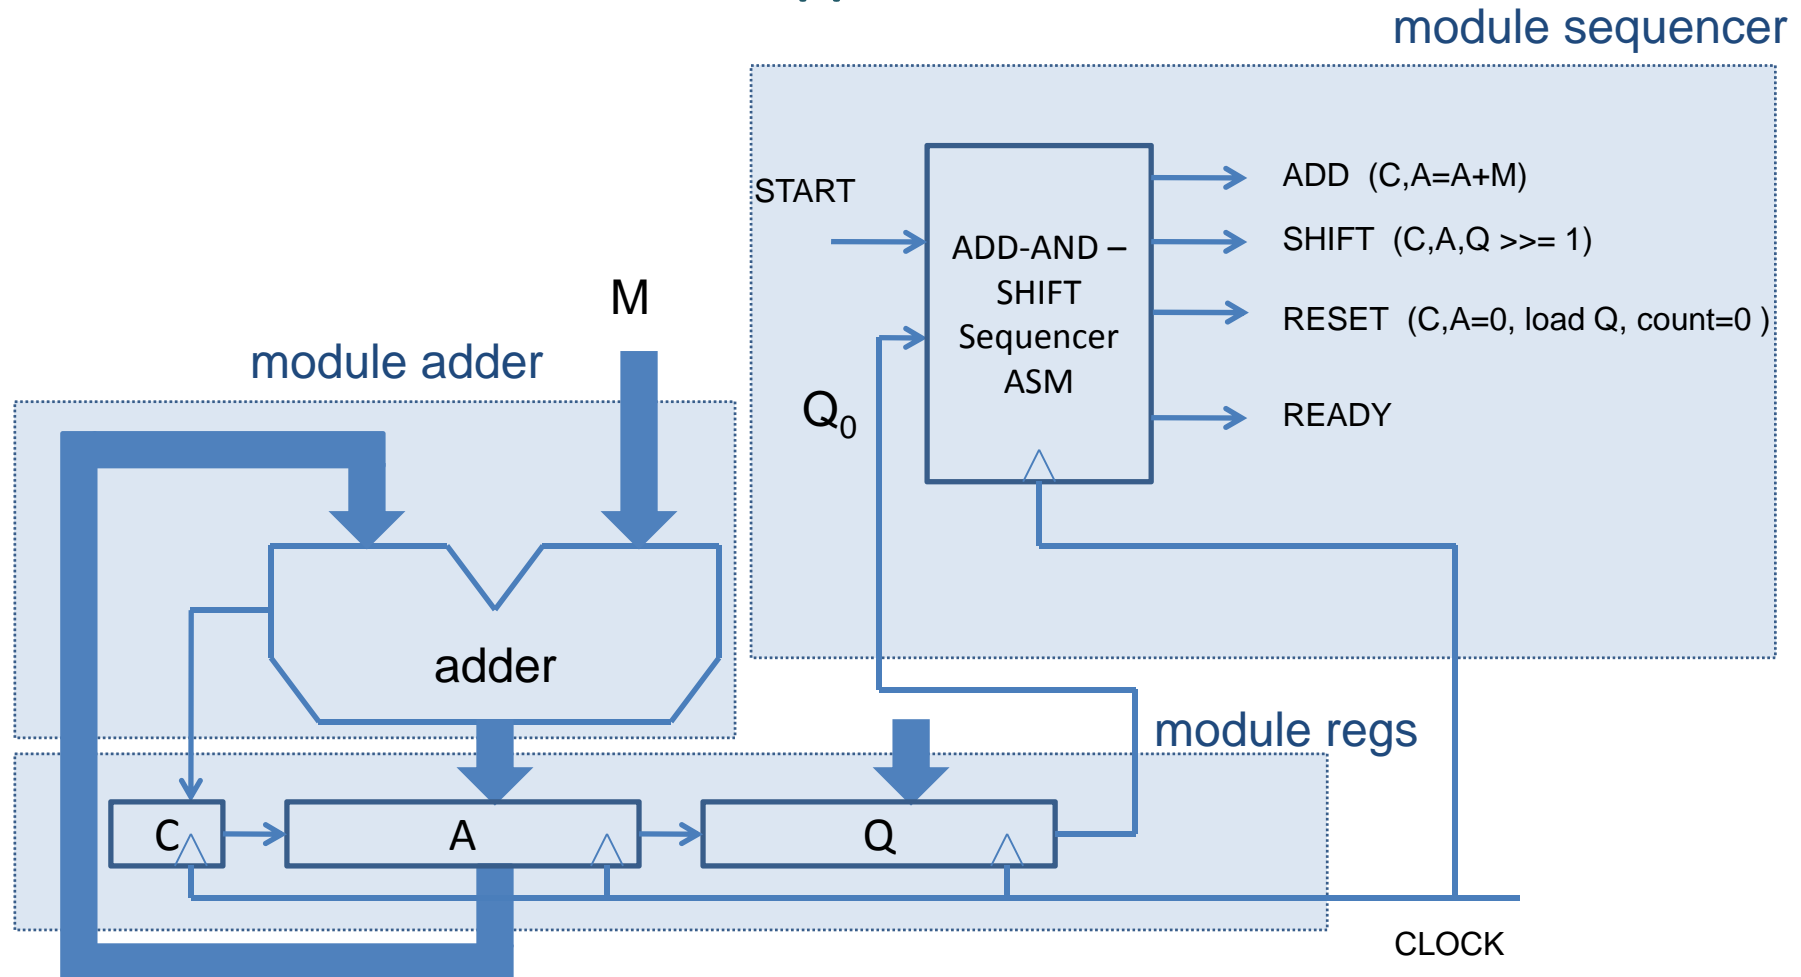 module sequencer
START
ADD-AND –
SHIFT
Sequencer
ASM
ADD (C,A=A+M)
SHIFT (C,A,Q >>= 1)
RESET (C,A=0, load Q, count=0 )
READY
M
module adder
Q0
adder
module regs
C
A
Q
CLOCK